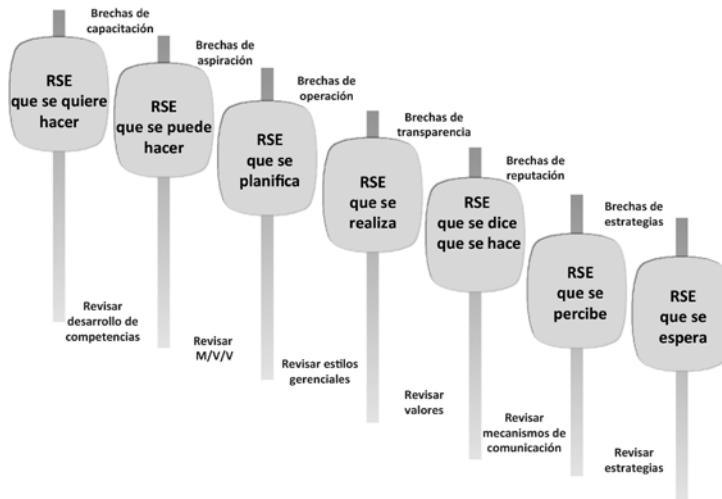 Brechas de
capacitación
RSE
que se quiere
hacer
Revisar
desarrollo de
competencias
Brechas de
aspiración
RSE
que se puede
hacer
Revisar
M/V/V
Brechas de
operación
RSE
que se
planifica
Revisar estilos
gerenciales
Brechas de
transparencia
RSE
que se
realiza
Revisar
valores
Brechas de
reputación
RSE
que se dice
que se hace
Revisar
mecanismos de
comunicación
Brechas de
estrategias
RSE
que se
percibe
Revisar
estrategias
RSE
que se
espera